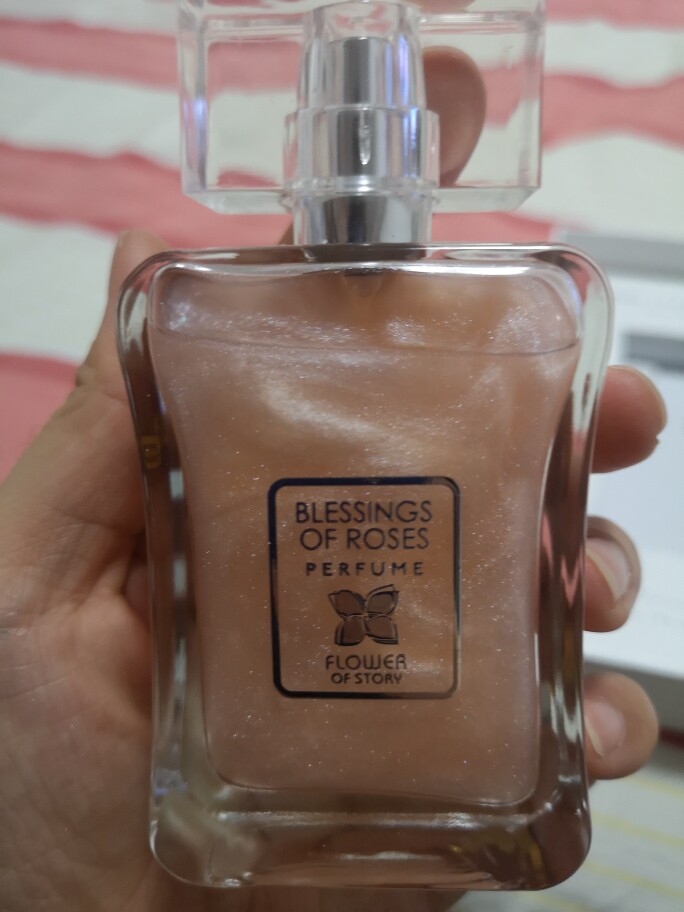 BLESSINGS
OF ROSES
PERFUME
FLOWER
OF STORY